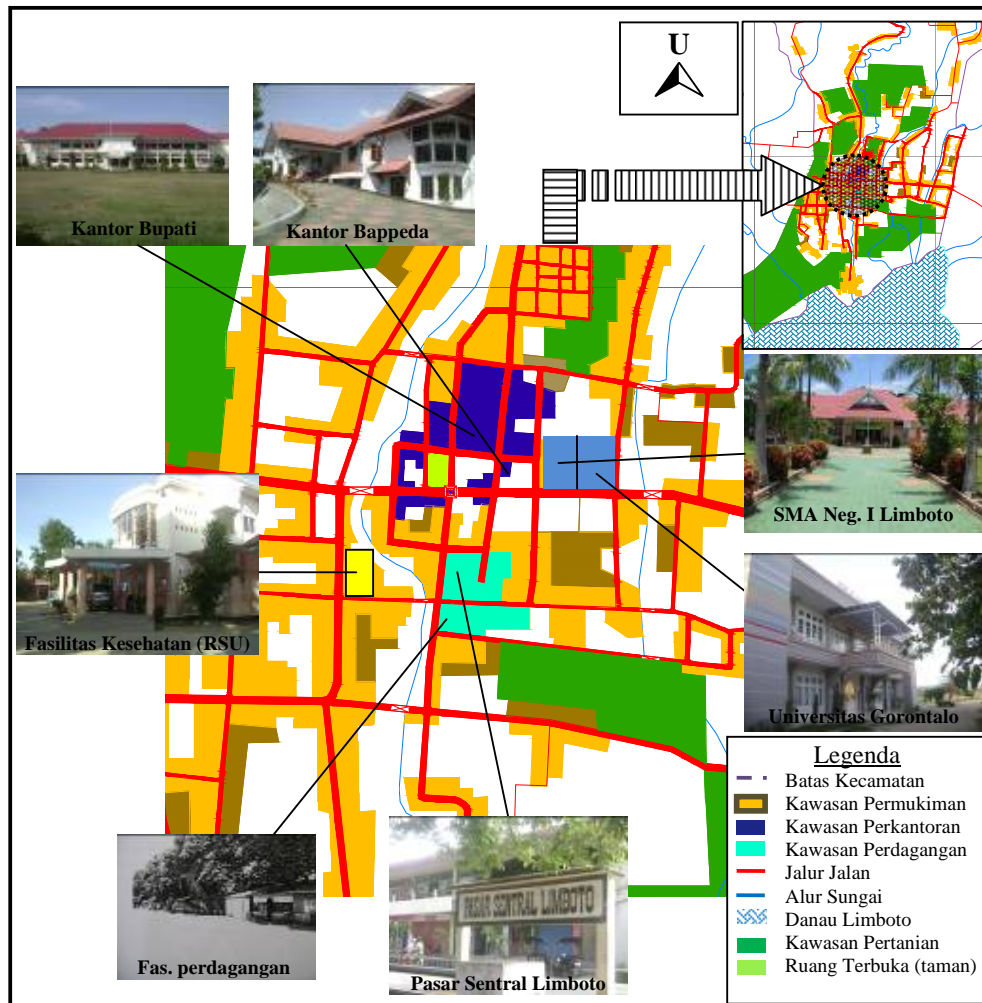 U
Kantor Bupati
Kantor Bappeda
SMA Neg. I Limboto
Fasilitas Kesehatan (RSU)
Universitas Gorontalo
Fas. perdagangan
PASAR SENTRAL LIMBOTO
Pasar Sentral Limboto
Legenda
Batas Kecamatan
Kawasan Permukiman
Kawasan Perkantoran
Kawasan Perdagangan
Jalur Jalan
Alur Sungai
Danau Limboto
Kawasan Pertanian
Ruang Terbuka (taman)